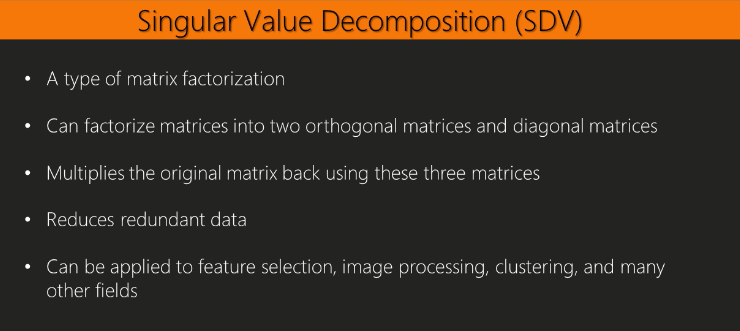 Singular Value Decomposition (SDV)
• A type of matrix factorization
• Can factorize matrices into two orthogonal matrices and diagonal matrices
• Multiplies the original matrix back using these three matrices
• Reduces redundant data
• Can be applied to feature selection, image processing, clustering, and many
other fields